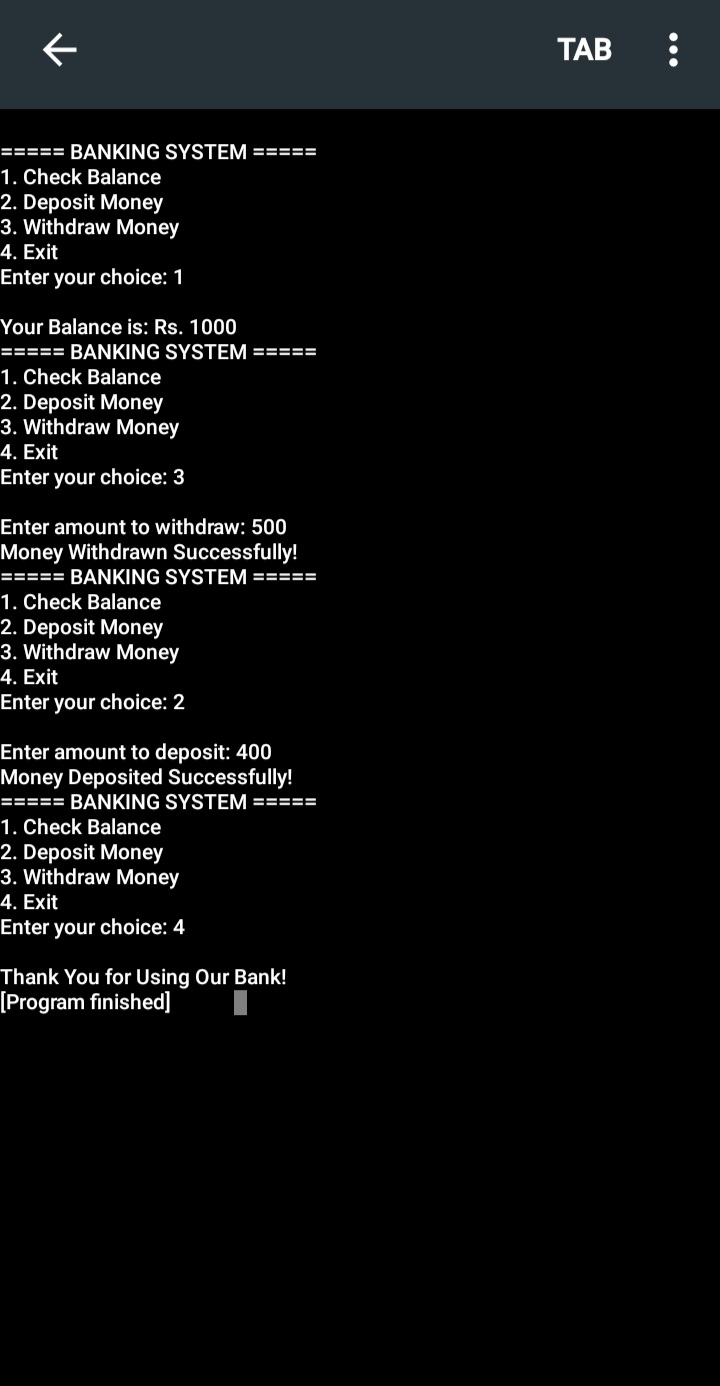 TAB
===== BANKING SYSTEM =====
1. Check Balance
2. Deposit Money
3. Withdraw Money
4. Exit
Enter your choice: 1
Your Balance is: Rs. 1000
===== BANKING SYSTEM =====
1. Check Balance
2. Deposit Money
3. Withdraw Money
4. Exit
Enter your choice: 3
Enter amount to withdraw: 500
Money Withdrawn Successfully!
===== BANKING SYSTEM =====
1. Check Balance
2. Deposit Money
3. Withdraw Money
4. Exit
Enter your choice: 2
Enter amount to deposit: 400
Money Deposited Successfully!
===== BANKING SYSTEM =====
1. Check Balance
2. Deposit Money
3. Withdraw Money
4. Exit
Enter your choice: 4
Thank You for Using Our Bank!
[Program finished]